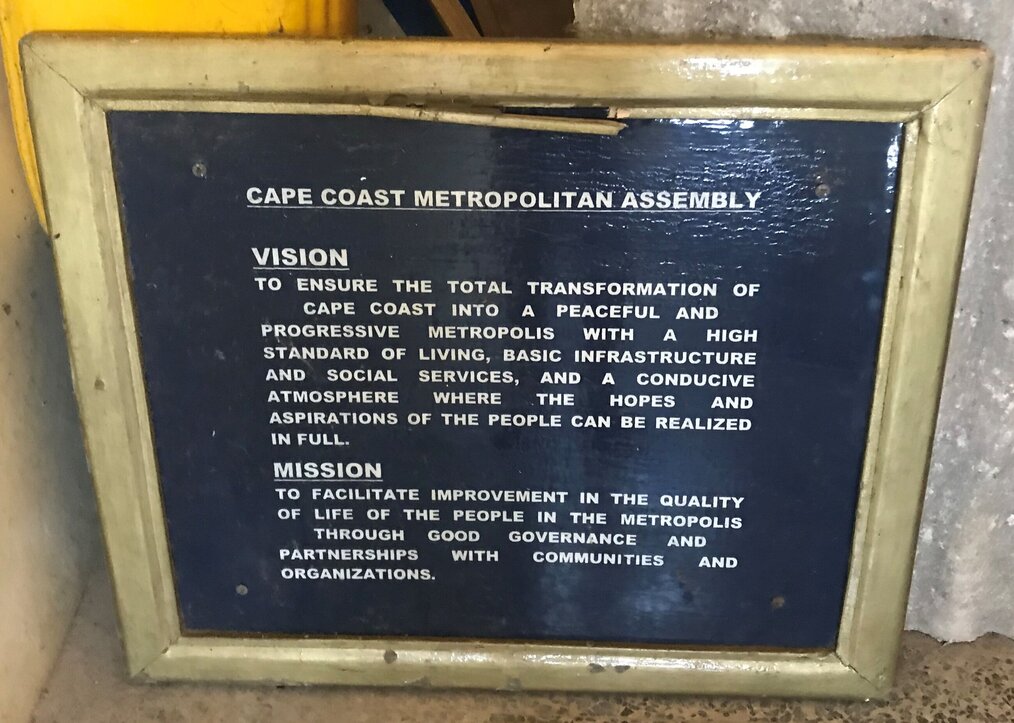 CAPE COAST METROPOLITAN ASSEMBLY
VISION
TO ENSURE THE TOTAL TRANSFORMATION OF
CAPE COAST INTO A PEACEFUL AND
PROGRESSIVE METROPOLIS WITH A HIGH
STANDARD OF LIVING, BASIC INFRASTRUCTURE
AND SOCIAL SERVICES, AND A CONDUCIVE
ATMOSPHERE WHERE THE HOPES AND
ASPIRATIONS OF THE PEOPLE CAN BE REALIZED
IN FULL.
MISSION
TO FACILITATE IMPROVEMENT IN THE QUALITY
OF LIFE OF THE PEOPLE IN THE METROPOLIS
THROUGH GOOD GOVERNANCE AND
PARTNERSHIPS WITH COMMUNITIES AND
ORGANIZATIONS.